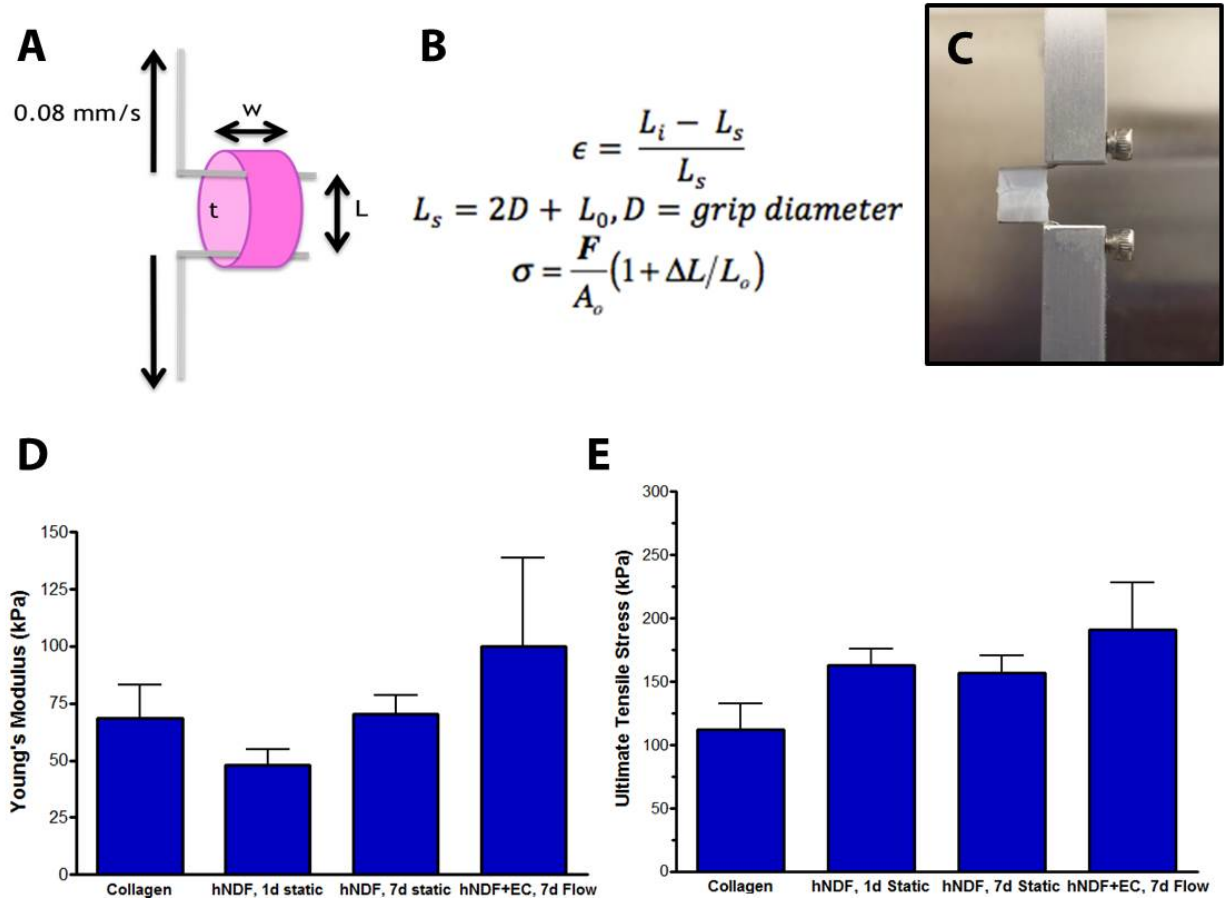 A
0.08 mm/s
w
t
L
B
ϵ = (L_i − L_s) / L_s
L_s = 2D + L_0, D = grip diameter
σ = F/A_o (1 + ΔL/L_o)
C
D
Young's Modulus (kPa)
150
125
100
75
50
25
0
Collagen
hNDF, 1d static
hNDF, 7d static
hNDF+EC, 7d Flow
E
Ultimate Tensile Stress (kPa)
300
250
200
150
100
50
0
Collagen
hNDF, 1d Static
hNDF, 7d Static
hNDF+EC, 7d Flow